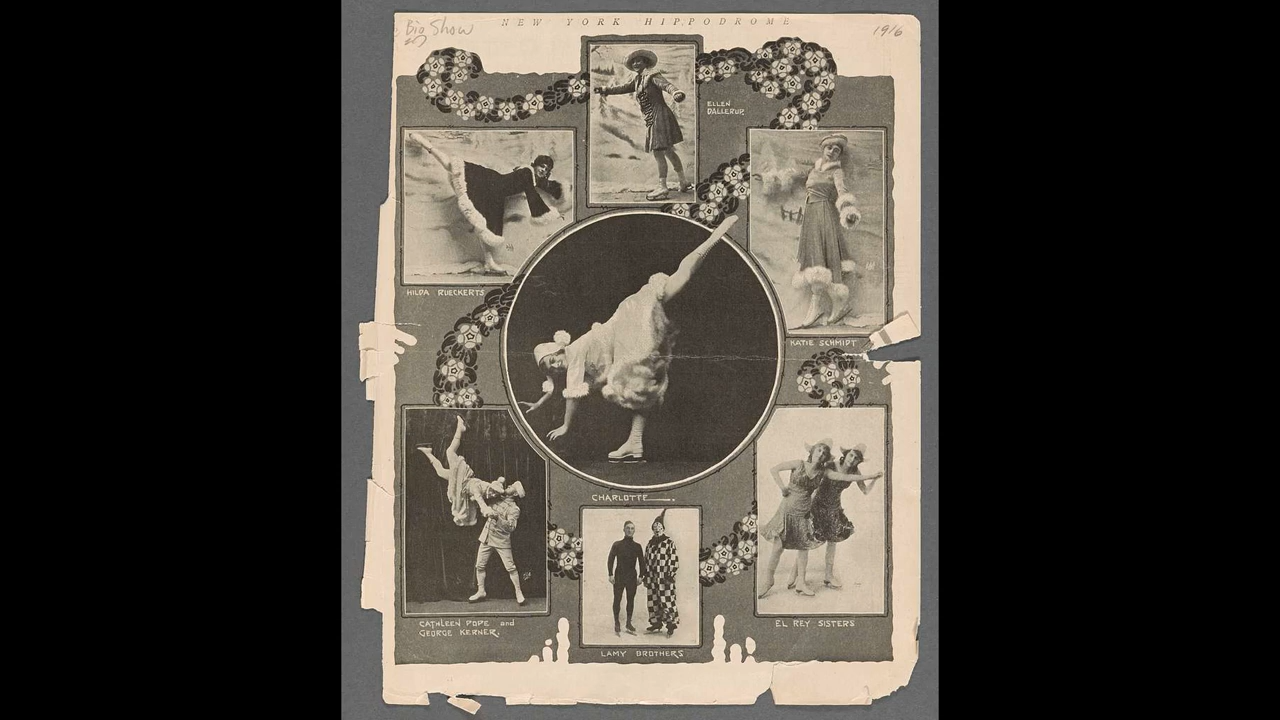 Big Show
NEW YORK HIPPODROME
1916
ELLEN
DALLERUP.
HILDA RUECKERTS
KATIE SCHMIDT
CHARLOTTE
CATHLEEN POPE and
GEORGE KERNER.
LAMY BROTHERS
EL REY SISTERS